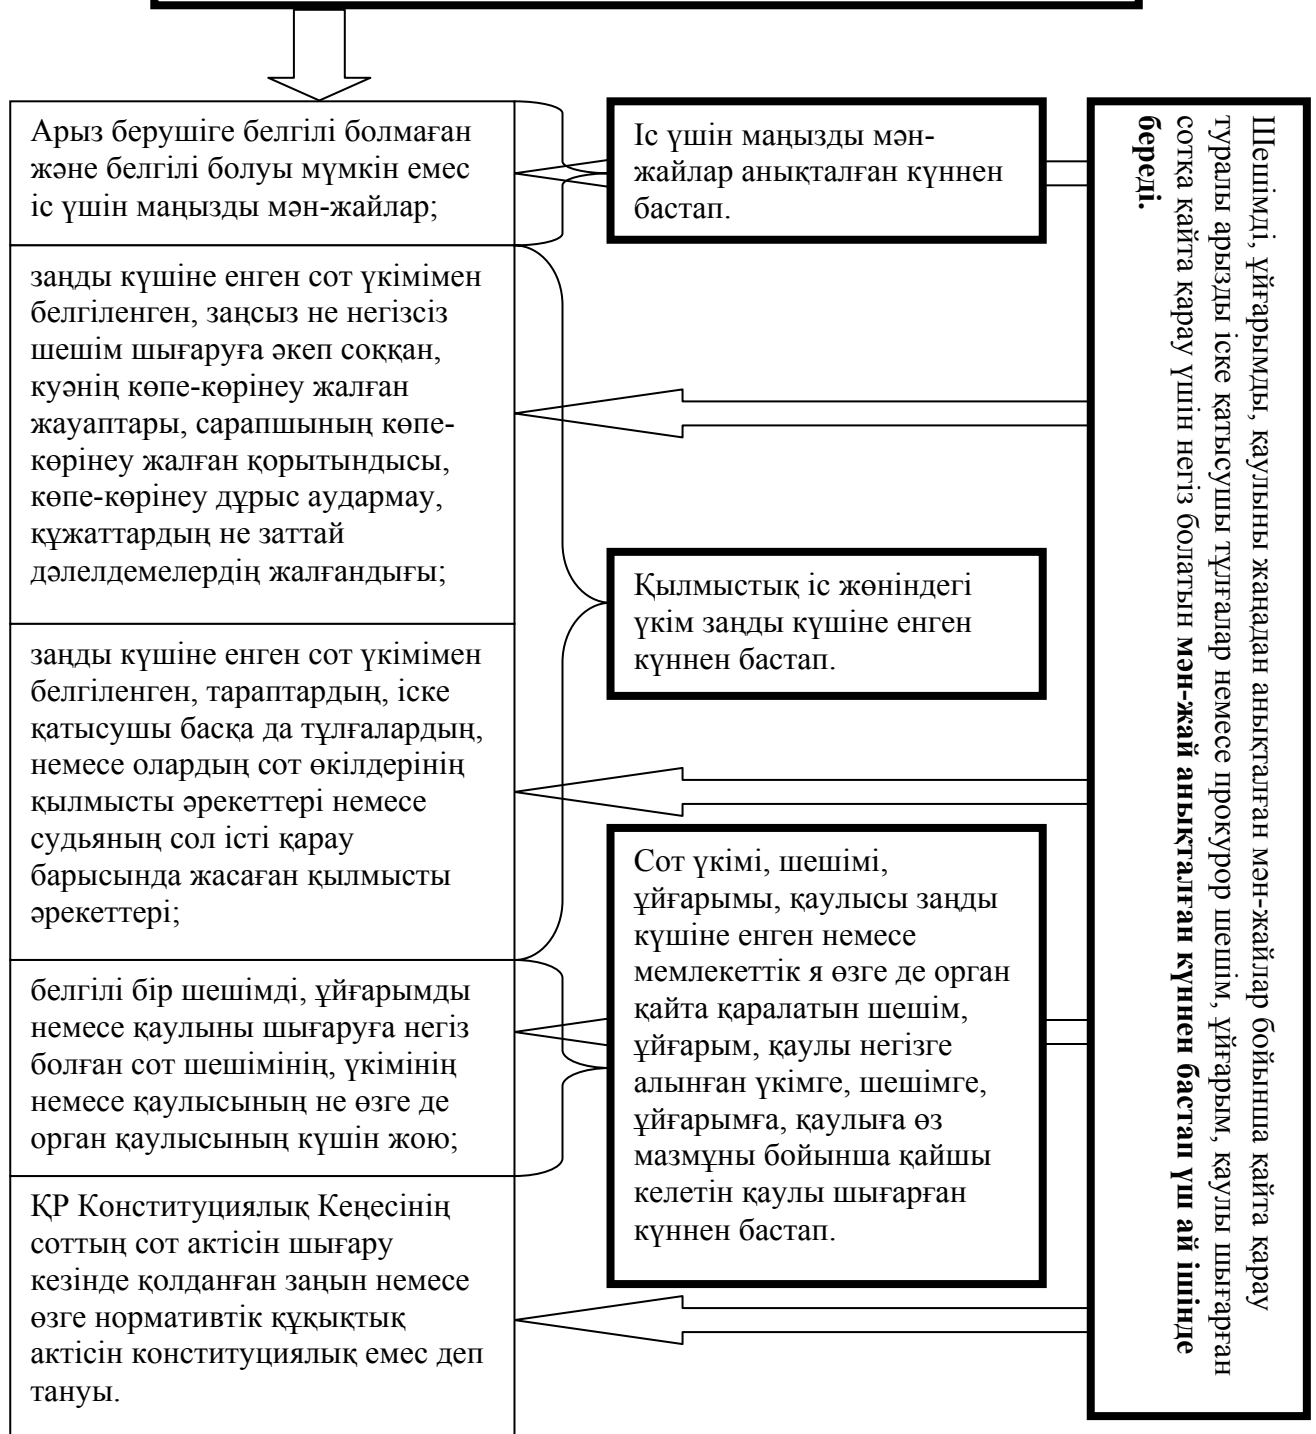 Арыз берушіге белгілі болмаған
және белгілі болуы мүмкін емес
іс үшін маңызды мән-жайлар;
заңды күшіне енген сот үкімімен
белгіленген, заңсыз не негізсіз
шешім шығаруға әкеп соққан,
куәнің көпе-көрінеу жалған
жауаптары, сарапшының көпе-
көрінеу жалған қорытындысы,
көпе-көрінеу дұрыс аудармау,
құжаттардың не заттай
дәлелдемелердің жалғандығы;
заңды күшіне енген сот үкімімен
белгіленген, тараптардың, іске
қатысушы басқа да тұлғалардың,
немесе олардың сот өкілдерінің
қылмысты әрекеттері немесе
судьяның сол істі қарау
барысында жасаған қылмысты
әрекеттері;
белгілі бір шешімді, ұйғарымды
немесе қаулыны шығаруға негіз
болған сот шешімінің, үкімінің
немесе қаулысының не өзге де
орган қаулысының күшін жою;
ҚР Конституциялық Кеңесінің
соттың сот актісін шығару
кезінде қолданған заңын немесе
өзге нормативтік құқықтық
актісін конституциялық емес деп
тануы.
Іс үшін маңызды мән-
жайлар анықталған күннен
бастап.
Қылмыстық іс жөніндегі
үкім заңды күшіне енген
күннен бастап.
Сот үкімі, шешімі,
ұйғарымы, қаулысы заңды
күшіне енген немесе
мемлекеттік я өзге де орган
қайта қаралатын шешім,
ұйғарым, қаулы негізге
алынған үкімге, шешімге,
ұйғарымға, қаулыға өз
мазмұны бойынша қайшы
келетін қаулы шығарған
күннен бастап.
Шешімді, ұйғарымды, қаулыны жаңадан анықталған мән-жайлар бойынша қайта қарау
туралы арызды іске қатысушы тұлғалар немесе прокурор шешім, ұйғарым, қаулы шығарған
сотқа қайта қарау үшін негіз болатын мән-жай анықталған күннен бастап үш ай ішінде
береді.